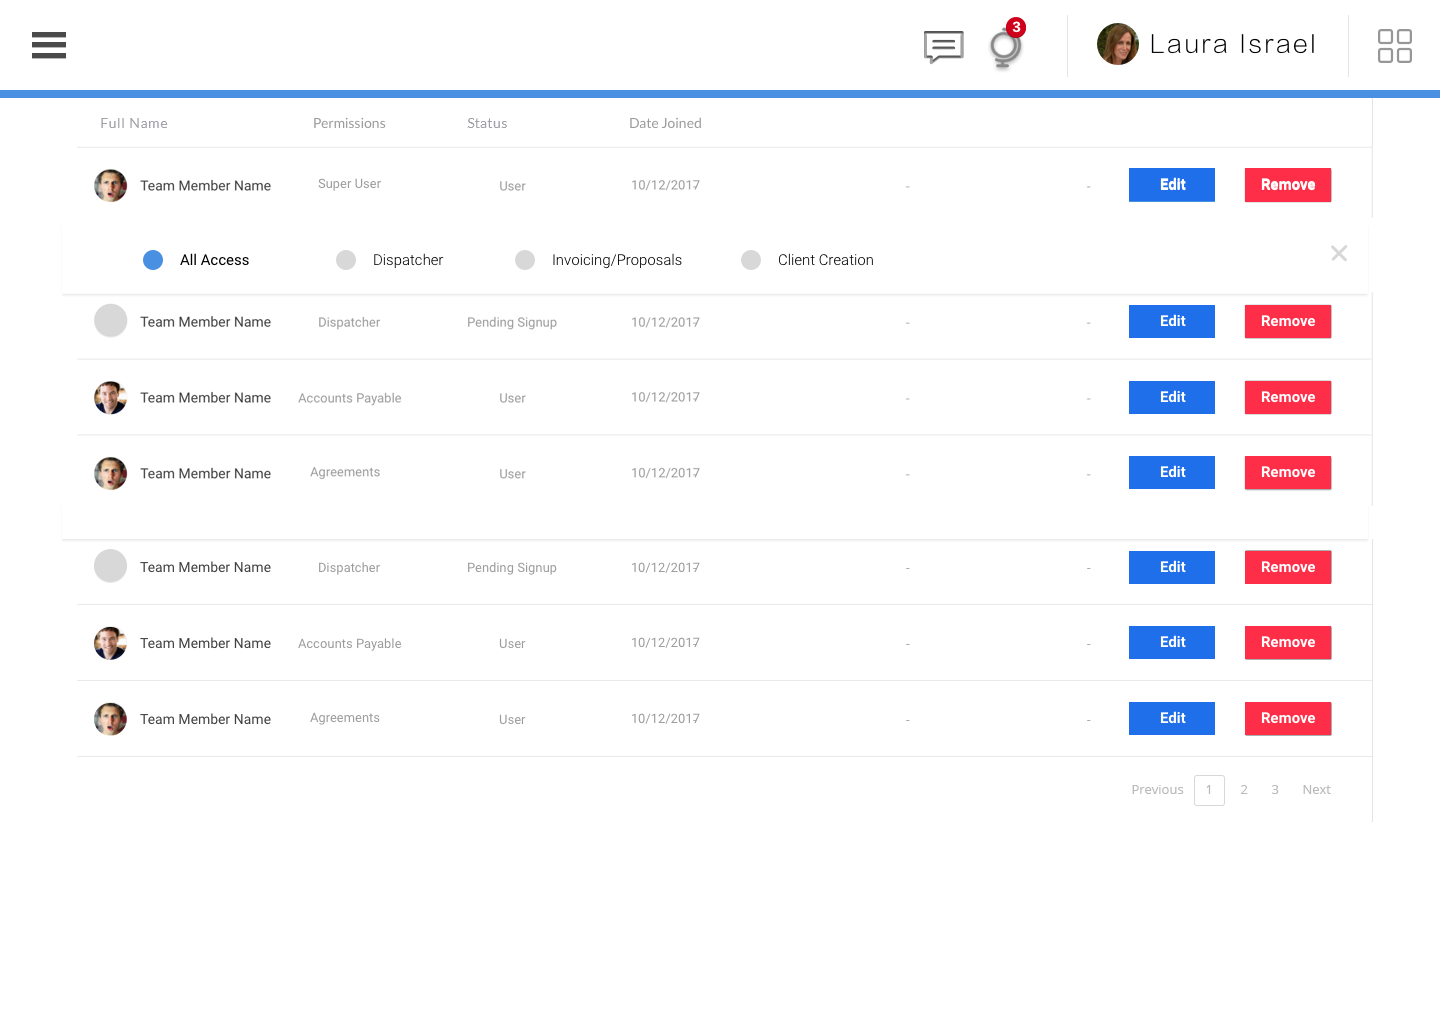 3
Laura Israel
Full Name Permissions Status Date Joined
Team Member Name Super User User 10/12/2017 - - Edit Remove
All Access Dispatcher Invoicing/Proposals Client Creation
Team Member Name Dispatcher Pending Signup 10/12/2017 - - Edit Remove
Team Member Name Accounts Payable User 10/12/2017 - - Edit Remove
Team Member Name Agreements User 10/12/2017 - - Edit Remove
Team Member Name Dispatcher Pending Signup 10/12/2017 - - Edit Remove
Team Member Name Accounts Payable User 10/12/2017 - - Edit Remove
Team Member Name Agreements User 10/12/2017 - - Edit Remove
Previous 1 2 3 Next